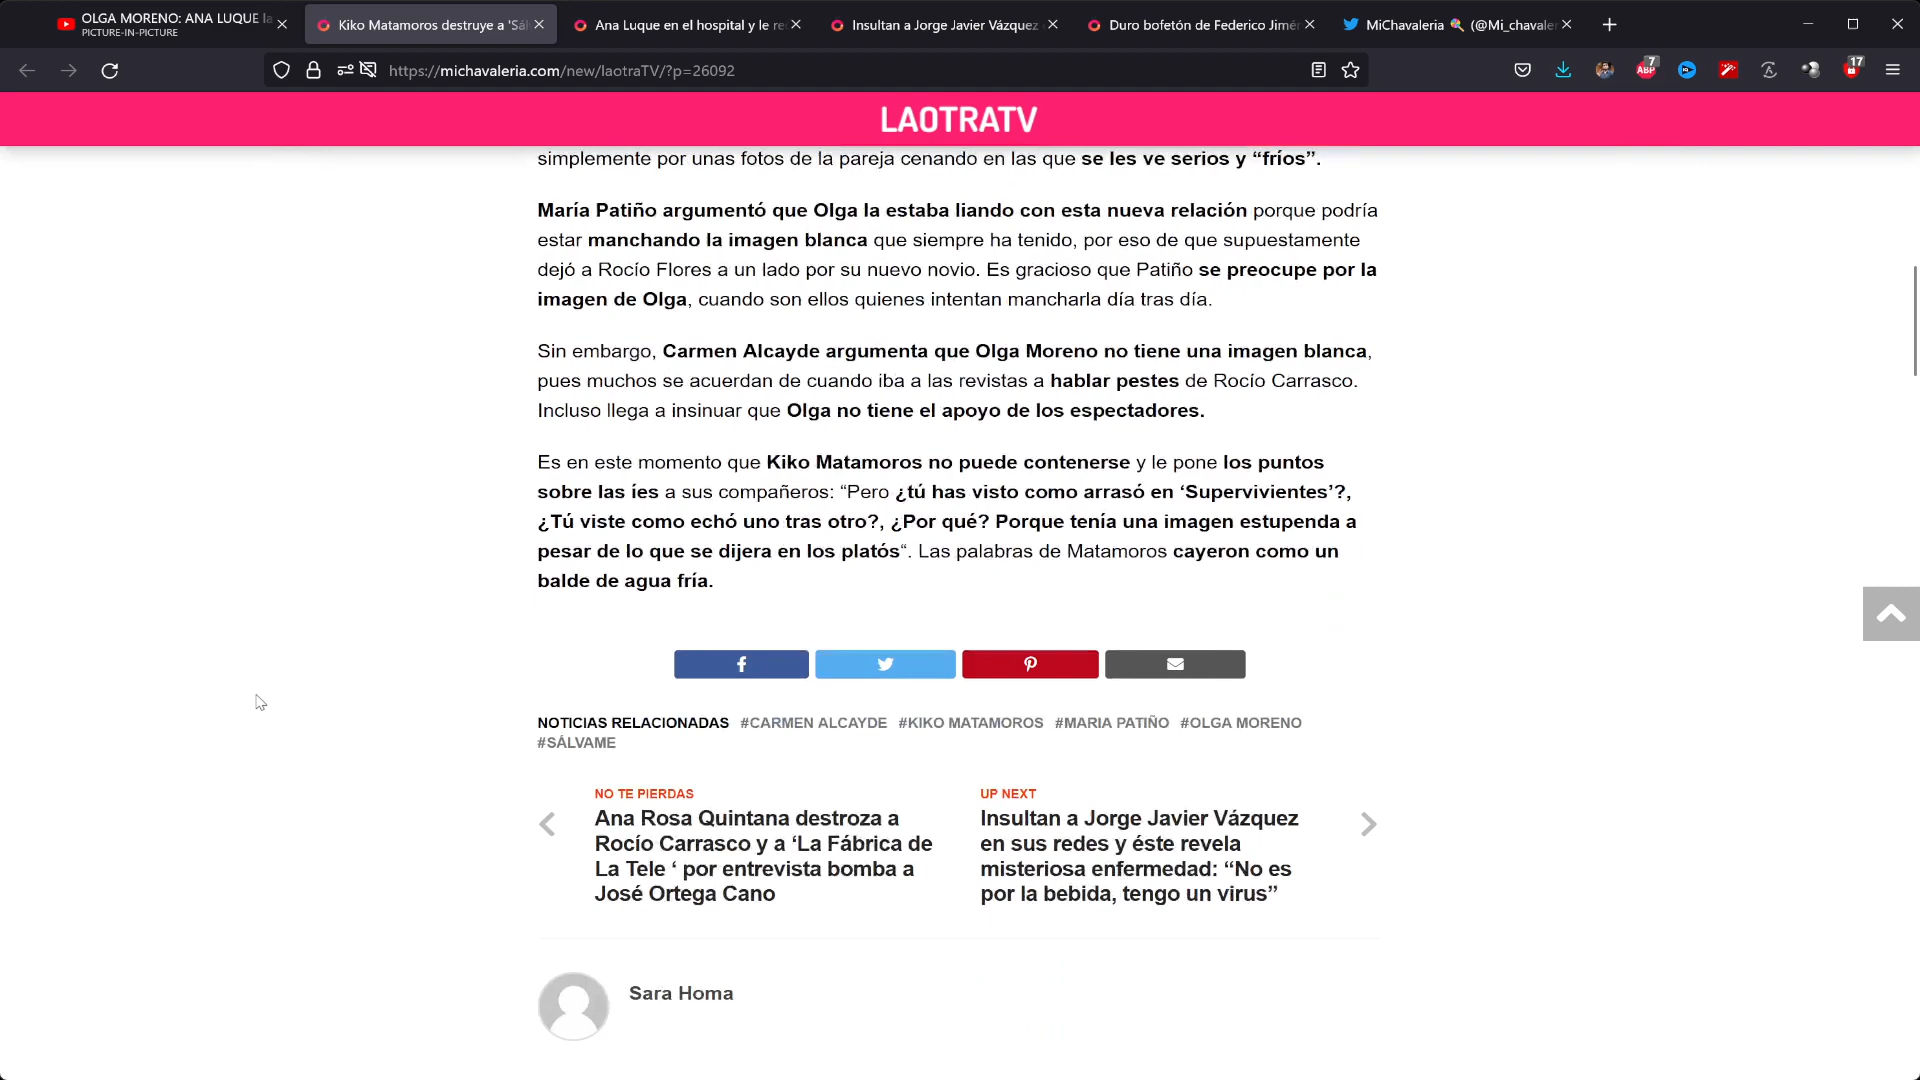 OLGA MORENO: ANA LUQUE la
PICTURE-IN-PICTURE
Kiko Matamoros destruye a 'Sál
Ana Luque en el hospital y le re
Insultan a Jorge Javier Vázquez
Duro bofetón de Federico Jimér
MiChavaleria 🍭 (@Mi_chavaler
https://michavaleria.com/new/laotraTV/?p=26092
ABP
7
17
LAOTRATV
simplemente por unas fotos de la pareja cenando en las que se les ve serios y “fríos”.
María Patiño argumentó que Olga la estaba liando con esta nueva relación porque podría
estar manchando la imagen blanca que siempre ha tenido, por eso de que supuestamente
dejó a Rocío Flores a un lado por su nuevo novio. Es gracioso que Patiño se preocupe por la
imagen de Olga, cuando son ellos quienes intentan mancharla día tras día.
Sin embargo, Carmen Alcayde argumenta que Olga Moreno no tiene una imagen blanca,
pues muchos se acuerdan de cuando iba a las revistas a hablar pestes de Rocío Carrasco.
Incluso llega a insinuar que Olga no tiene el apoyo de los espectadores.
Es en este momento que Kiko Matamoros no puede contenerse y le pone los puntos
sobre las íes a sus compañeros: “Pero ¿tú has visto como arrasó en ‘Supervivientes’?,
¿Tú viste como echó uno tras otro?, ¿Por qué? Porque tenía una imagen estupenda a
pesar de lo que se dijera en los platós“. Las palabras de Matamoros cayeron como un
balde de agua fría.
NOTICIAS RELACIONADAS #CARMEN ALCAYDE #KIKO MATAMOROS #MARIA PATIÑO #OLGA MORENO
#SÁLVAME
NO TE PIERDAS
Ana Rosa Quintana destroza a
Rocío Carrasco y a ‘La Fábrica de
La Tele ‘ por entrevista bomba a
José Ortega Cano
UP NEXT
Insultan a Jorge Javier Vázquez
en sus redes y éste revela
misteriosa enfermedad: “No es
por la bebida, tengo un virus”
Sara Homa